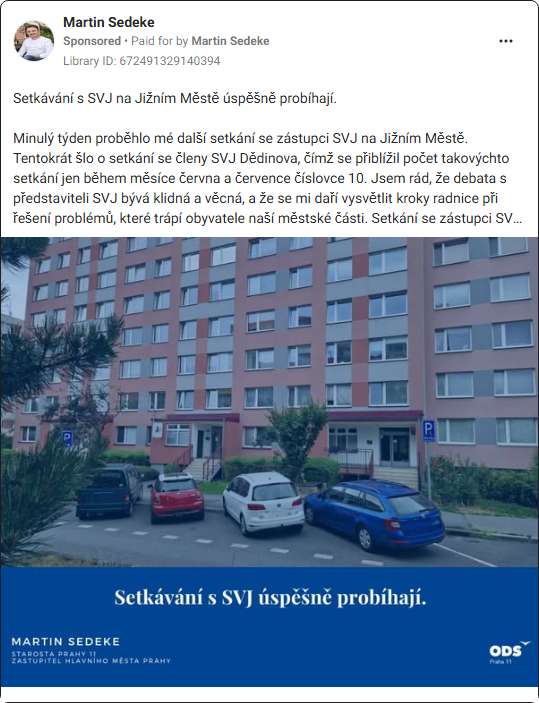 Martin Sedeke
Sponsored • Paid for by Martin Sedeke
Library ID: 672491329140394
Setkávání s SVJ na Jižním Městě úspěšně probíhají.
Minulý týden proběhlo mé další setkání se zástupci SVJ na Jižním Městě.
Tentokrát šlo o setkání se členy SVJ Dědinova, čímž se přiblížil počet takovýchto
setkání jen během měsíce června a července číslovce 10. Jsem rád, že debata s
představiteli SVJ bývá klidná a věcná, a že se mi daří vysvětlit kroky radnice při
řešení problémů, které trápí obyvatele naší městské části. Setkání se zástupci SV...
P
P
Setkávání s SVJ úspěšně probíhají.
MARTIN SEDEKE
STAROSTA PRAHY 11
ZASTUPITEL HLAVNÍHO MĚSTA PRAHY
ODS
Praha 11